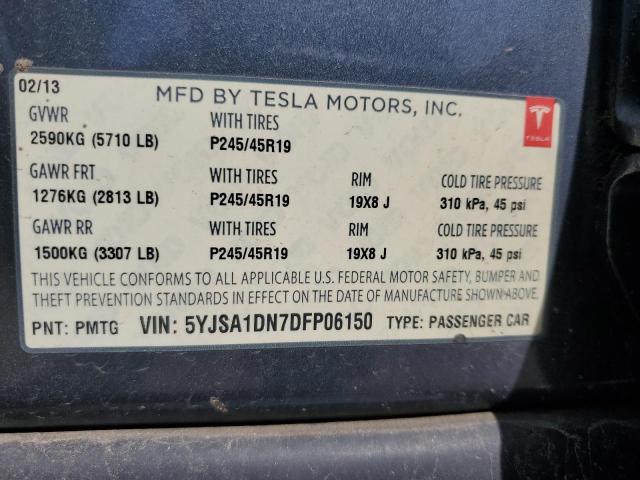 02/13 MFD BY TESLA MOTORS, INC.
GVWR WITH TIRES
2590KG (5710 LB) P245/45R19
GAWR FRT WITH TIRES RIM COLD TIRE PRESSURE
1276KG (2813 LB) P245/45R19 19X8 J 310 kPa, 45 psi
GAWR RR WITH TIRES RIM COLD TIRE PRESSURE
1500KG (3307 LB) P245/45R19 19X8 J 310 kPa, 45 psi
THIS VEHICLE CONFORMS TO ALL APPLICABLE U.S. FEDERAL MOTOR SAFETY, BUMPER AND
THEFT PREVENTION STANDARDS IN EFFECT ON THE DATE OF MANUFACTURE SHOWN ABOVE.
PNT: PMTG VIN: 5YJSA1DN7DFP06150 TYPE: PASSENGER CAR